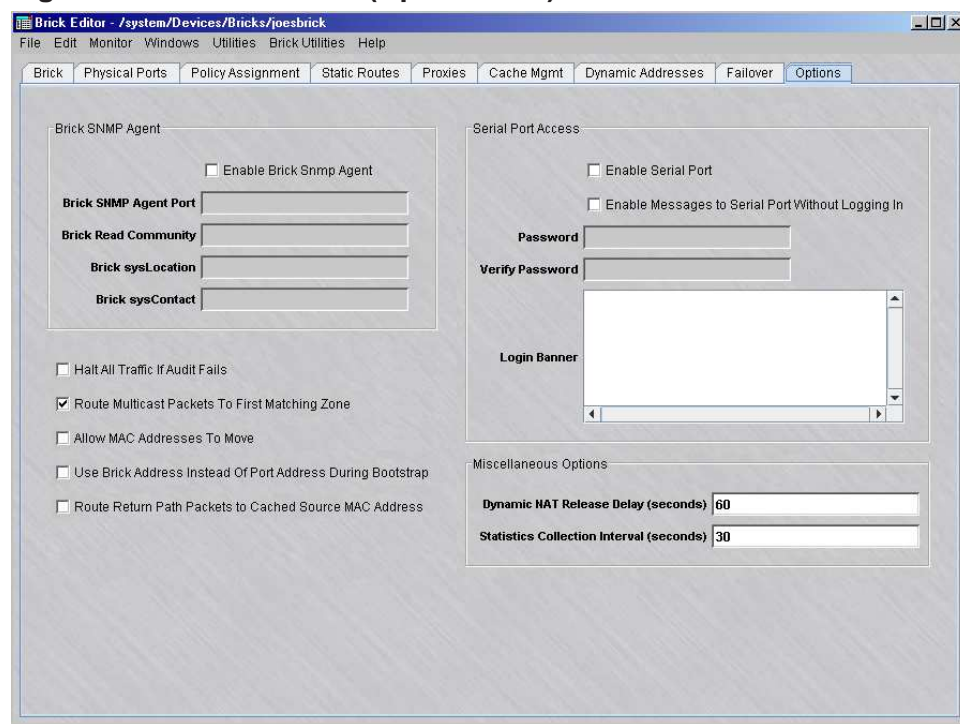 Brick Editor - /system/Devices/Bricks/joesbrick
File Edit Monitor Windows Utilities Brick Utilities Help
Brick Physical Ports Policy Assignment Static Routes Proxies Cache Mgmt Dynamic Addresses Failover Options
Brick SNMP Agent
Enable Brick Snmp Agent
Brick SNMP Agent Port
Brick Read Community
Brick sysLocation
Brick sysContact
Halt All Traffic If Audit Fails
Route Multicast Packets To First Matching Zone
Allow MAC Addresses To Move
Use Brick Address Instead Of Port Address During Bootstrap
Route Return Path Packets to Cached Source MAC Address
Serial Port Access
Enable Serial Port
Enable Messages to Serial Port Without Logging In
Password
Verify Password
Login Banner
Miscellaneous Options
Dynamic NAT Release Delay (seconds) 60
Statistics Collection Interval (seconds) 30